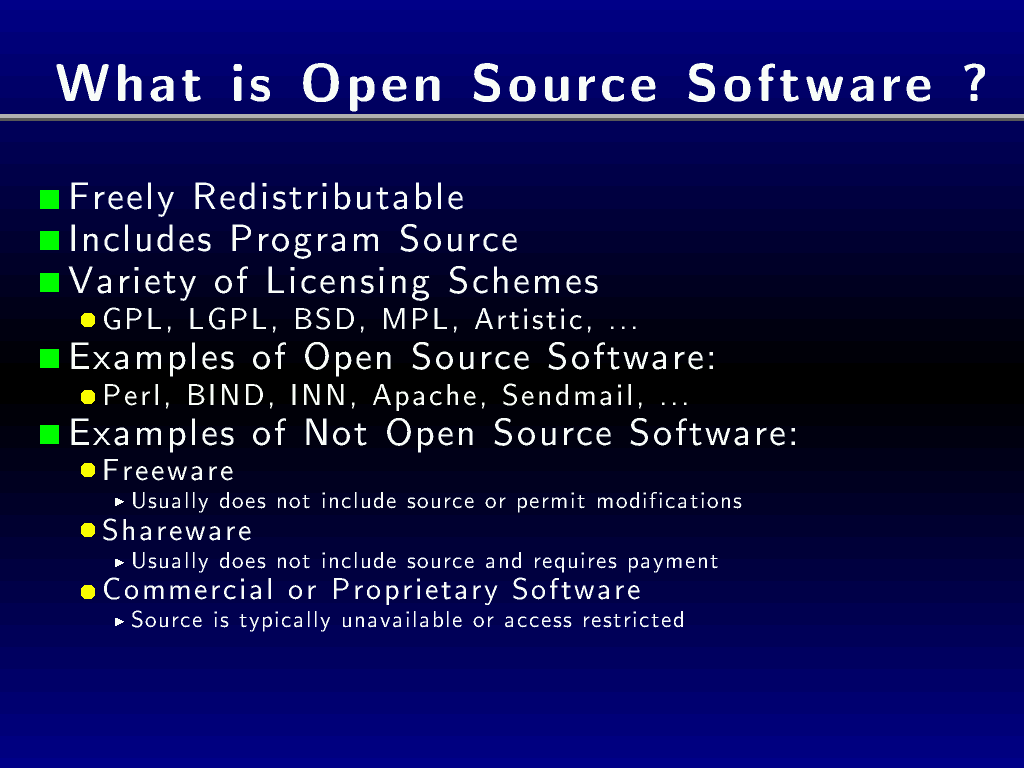 What is Open Source Software ?
Freely Redistributable
Includes Program Source
Variety of Licensing Schemes
GPL, LGPL, BSD, MPL, Artistic, ...
Examples of Open Source Software:
Perl, BIND, INN, Apache, Sendmail, ...
Examples of Not Open Source Software:
Freeware
Usually does not include source or permit modifications
Shareware
Usually does not include source and requires payment
Commercial or Proprietary Software
Source is typically unavailable or access restricted